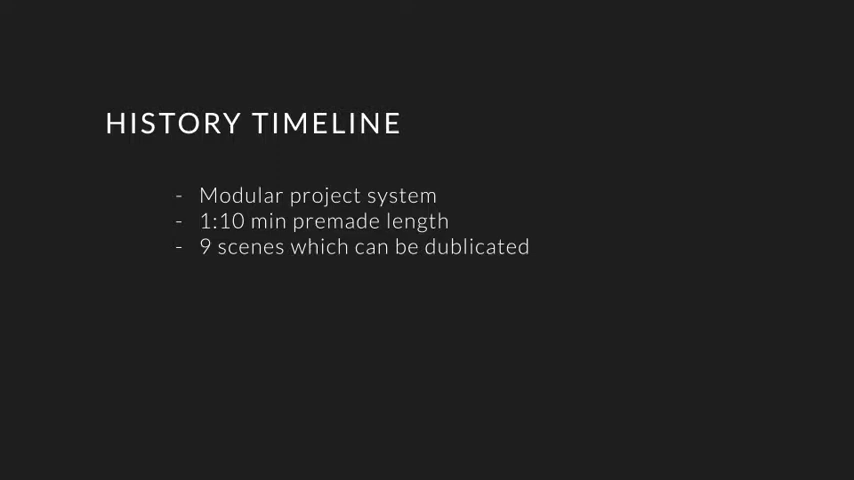 HISTORY TIMELINE
- Modular project system
- 1:10 min premade length
- 9 scenes which can be dublicated